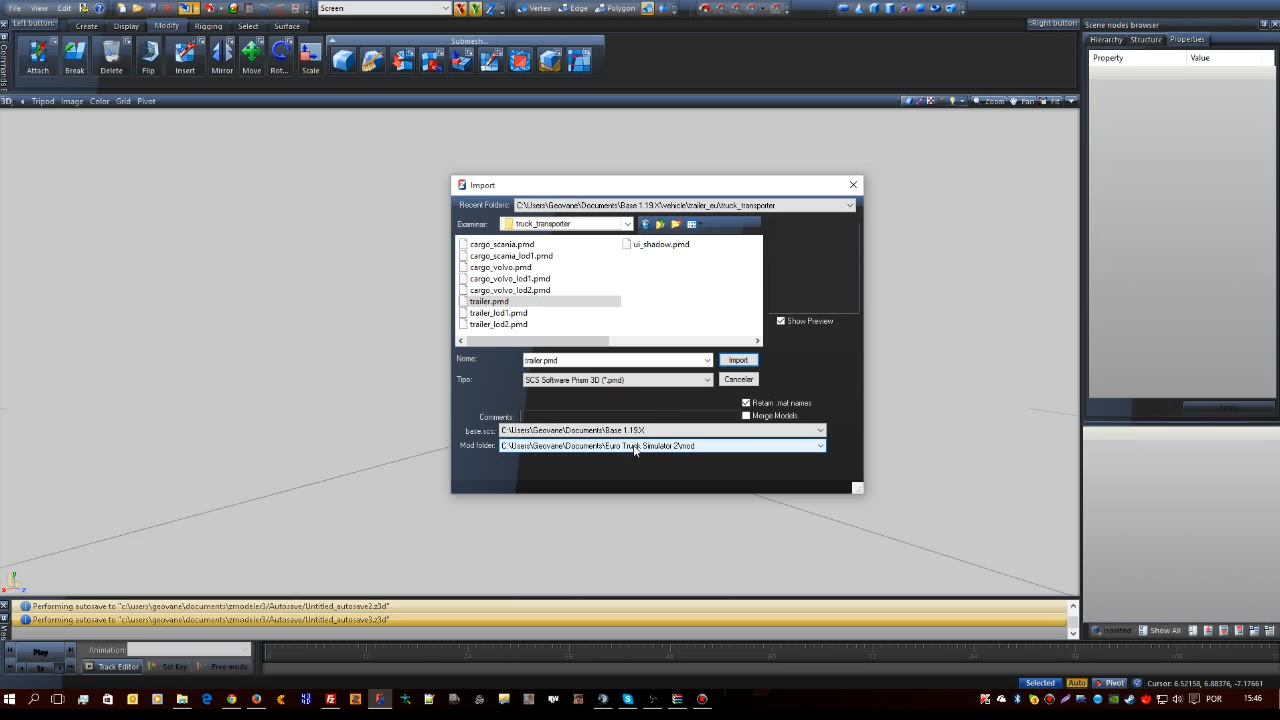 File View Edit Screen Vertex Edge Polygon
Left button: Create Display Modify Rigging Select Surface Right button Scene nodes browser
Submesh...
Hierarchy Structure Properties
Attach Break Delete Flip Insert Mirror Move Rot... Scale
Property Value
3D Tripod Image Color Grid Pivot Zoom Pan Fit
Import
Recent Folders: C:\Users\Geovane\Documents\Base 1.19.X\vehicle\trailer_eu\truck_transporter
Examinar: truck_transporter
cargo_scania.pmd
cargo_scania_lod1.pmd
cargo_volvo.pmd
cargo_volvo_lod1.pmd
cargo_volvo_lod2.pmd
trailer.pmd
trailer_lod1.pmd
trailer_lod2.pmd
ui_shadow.pmd
Show Preview
Name: trailer.pmd Import
Tipo: SCS Software Prism 3D (*.pmd) Cancelar
Retain .mat names
Comments: Merge Models
base.scs: C:\Users\Geovane\Documents\Base 1.19.X
Mod folder: C:\Users\Geovane\Documents\Euro Truck Simulator 2\mod
Apply
Performing autosave to "c:\users\geovane\documents\zmodeler3/Autosave/Untitled_autosave2.z3d"
Performing autosave to "c:\users\geovane\documents\zmodeler3/Autosave/Untitled_autosave3.z3d"
Isolated Show All
Play Animation:
1x Track Editor Set Key Free mode
Selected Auto Pivot Cursor: 6.52158, 6.88376, -7.17661
POR 15:46